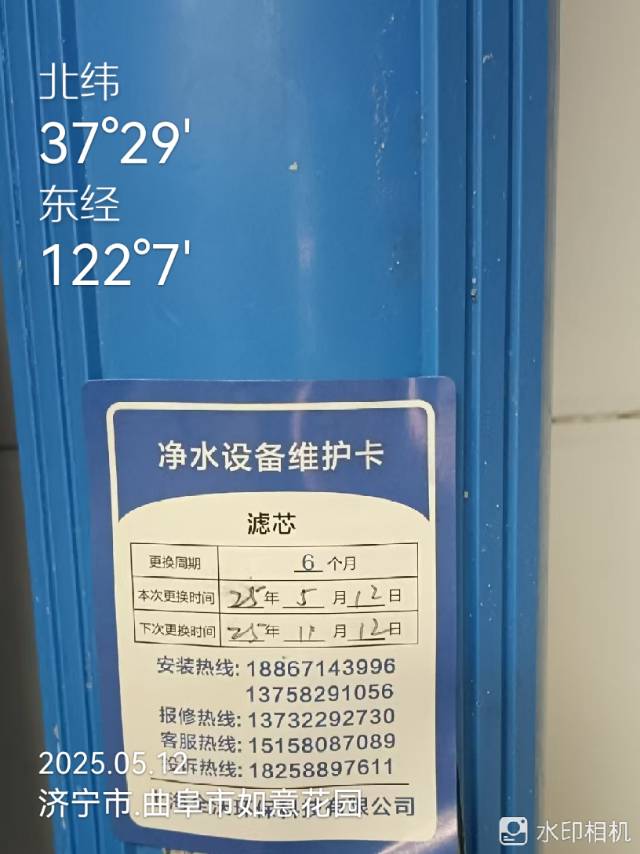 北纬
37°29'
东经
122°7'
净水设备维护卡
滤芯
更换周期 6 个月
本次更换时间 25 年 5 月 12 日
下次更换时间 25 年 11 月 12 日
安装热线: 18867143996
13758291056
报修热线: 13732292730
客服热线: 15158087089
投诉热线: 18258897611
有限公司
2025.05.12
济宁市.曲阜市如意花园
水印相机